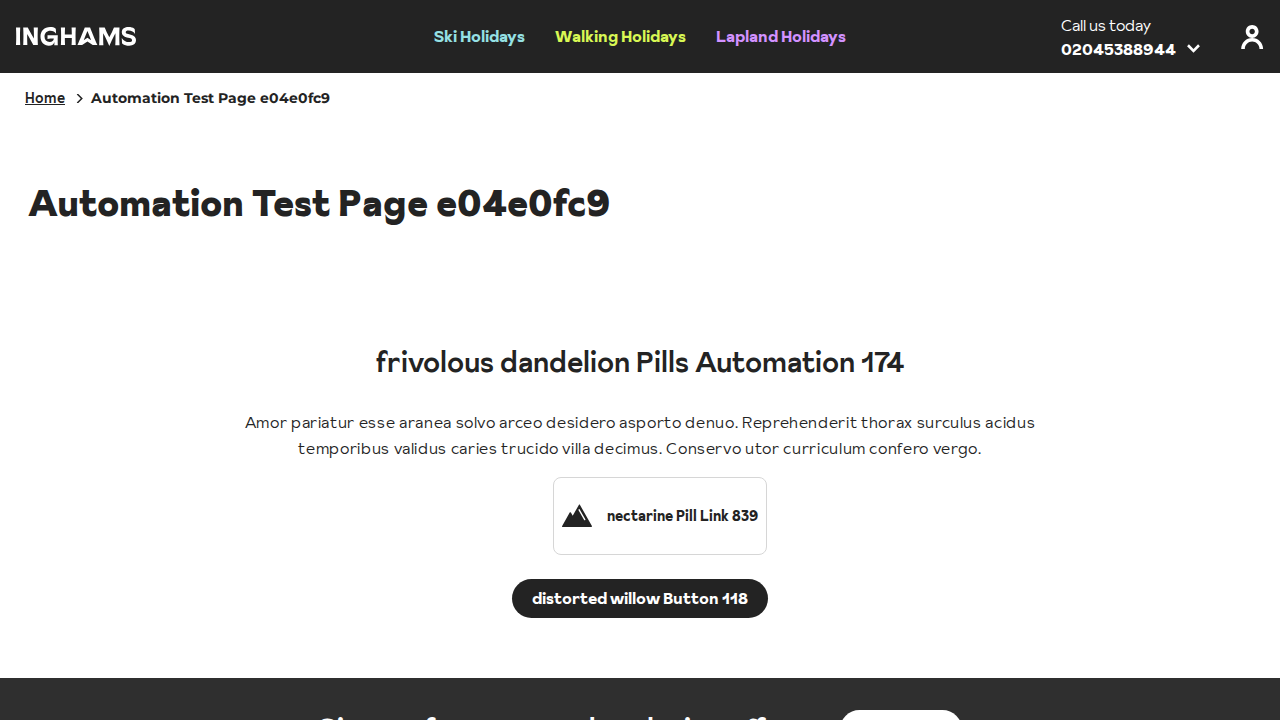 INGHAMS
Ski Holidays
Walking Holidays
Lapland Holidays
Call us today
02045388944
Home
Automation Test Page e04e0fc9
Automation Test Page e04e0fc9
frivolous dandelion Pills Automation 174
Amor pariatur esse aranea solvo arceo desidero asporto denuo. Reprehenderit thorax surculus acidus
temporibus validus caries trucido villa decimus. Conservo utor curriculum confero vergo.
nectarine Pill Link 839
distorted willow Button 118